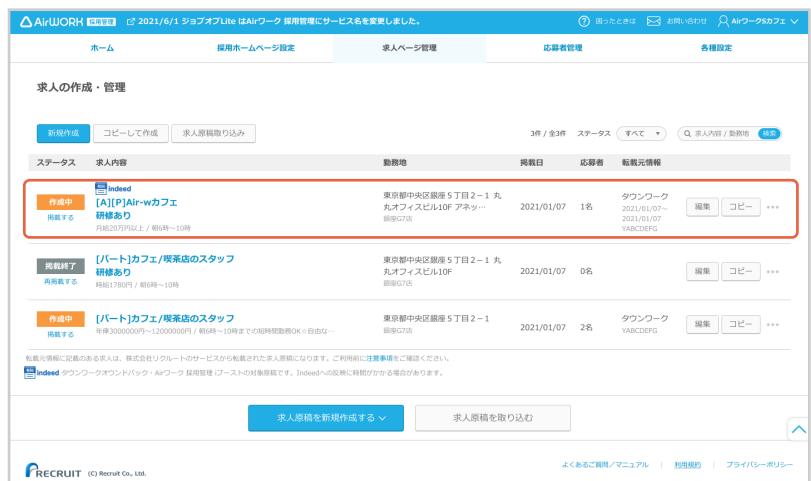 AirWORK 採用管理 2021/6/1 ジョブオプLite はAirワーク 採用管理にサービス名を変更しました。 困ったときは お問い合わせ AirワークSカフェ
ホーム 採用ホームページ設定 求人ページ管理 応募者管理 各種設定
求人の作成・管理
新規作成 コピーして作成 求人原稿取り込み 3件 / 全3件 ステータス すべて 求人内容 / 勤務地 検索
ステータス 求人内容 勤務地 掲載日 応募者 転載元情報
作成中
掲載する
indeed
[A][P]Air-wカフェ
研修あり
月給20万円以上 / 朝6時〜10時
東京都中央区銀座5丁目2−1 丸
丸オフィスビル10F アネッ…
銀座G7店
2021/01/07 1名
タウンワーク
2021/01/07〜
2021/01/07
YABCDEFG
編集 コピー …
掲載終了
再掲載する
[パート]カフェ/喫茶店のスタッフ
研修あり
時給1780円 / 朝6時〜10時
東京都中央区銀座5丁目2−1 丸
丸オフィスビル10F
銀座G7店
2021/01/07 0名
編集 コピー …
作成中
掲載する
[パート]カフェ/喫茶店のスタッフ
年俸3000000円〜12000000円 / 朝6時〜10時までの短時間勤務OK☆自由な…
東京都中央区銀座5丁目2−1
銀座G7店
2021/01/07 2名
タウンワーク
YABCDEFG
編集 コピー …
転載元情報に記載のある求人は、株式会社リクルートのサービスから転載された求人原稿になります。ご利用前に注意事項をご確認ください。
indeed タウンワークオウンドパック・Airワーク 採用管理 iブーストの対象原稿です。Indeedへの反映に時間がかかる場合があります。
求人原稿を新規作成する 求人原稿を取り込む
RECRUIT (C) Recruit Co., Ltd. よくあるご質問/マニュアル | 利用規約 | プライバシーポリシー